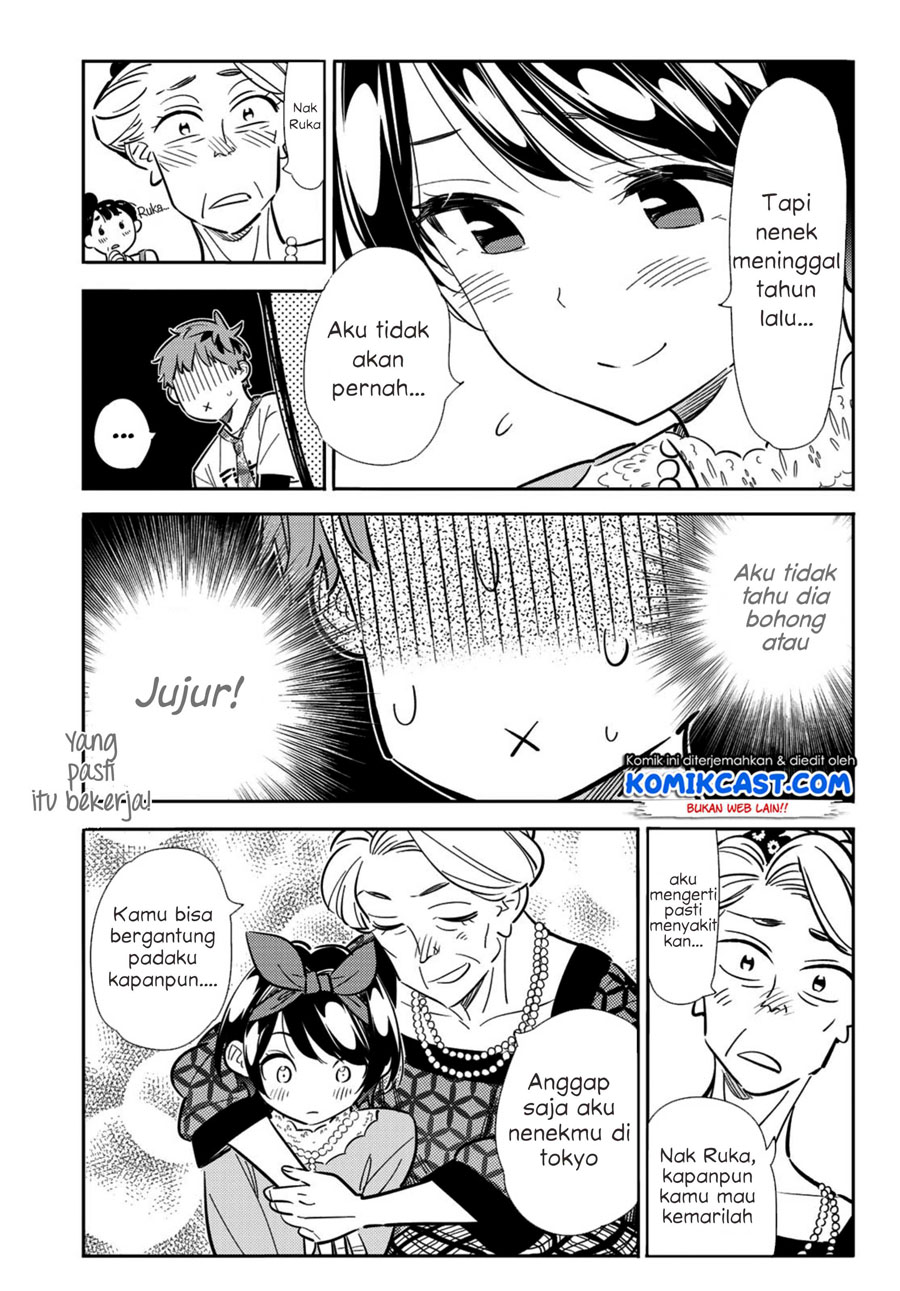 Tapi
nenek
meninggal
tahun
lalu...
Aku tidak
akan
pernah...
Nak
Ruka
Ruka...
...
Aku tidak
tahu dia
bohong
atau
Jujur!
Yang
pasti
itu bekerja!
Komik ini diterjemahkan & diedit oleh
KOMIKCAST.COM
BUKAN WEB LAIN!!
aku
mengerti
pasti
menyakit
kan...
Nak Ruka,
kapanpun
kamu mau
kemarilah
Kamu bisa
bergantung
padaku
kapanpun....
Anggap
saja aku
nenekmu di
tokyo